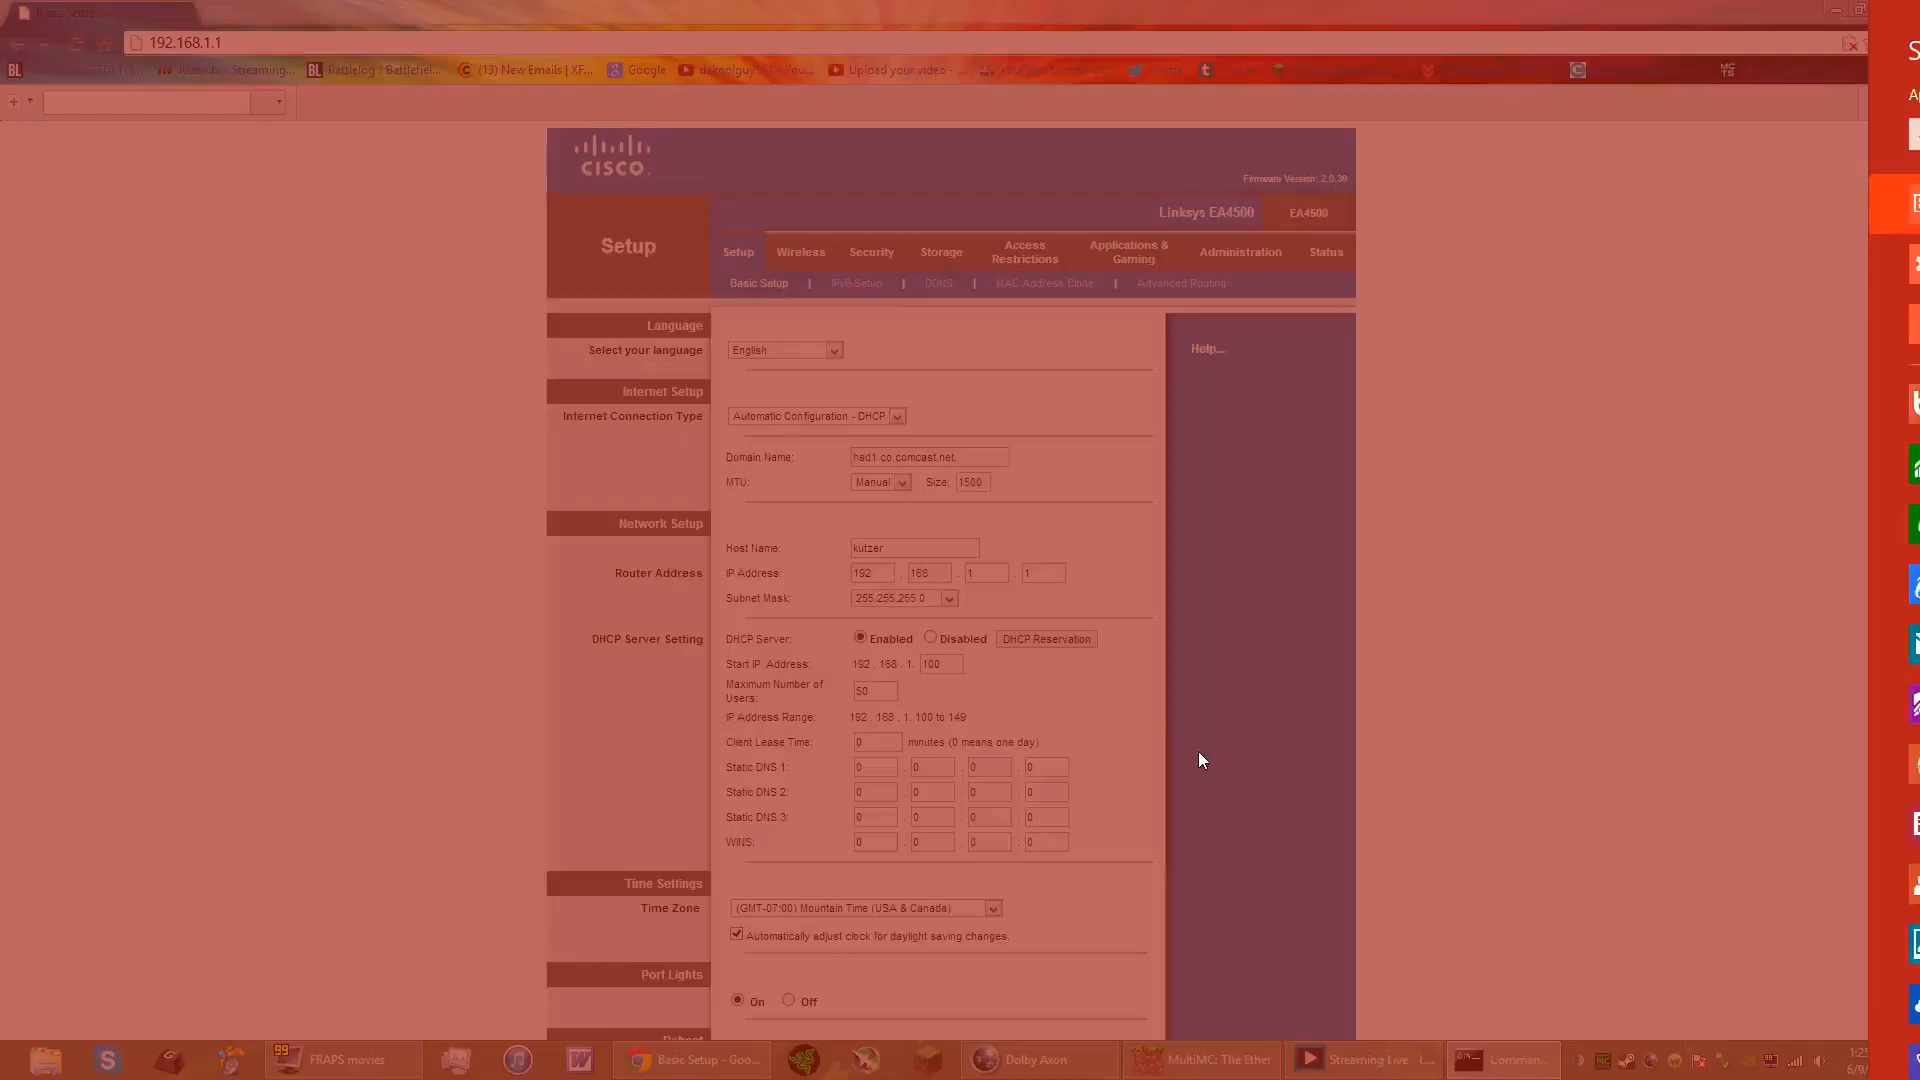 Basic Setup
192.168.1.1
BL
BL Battlelog / Battlefiel...
(13) New Emails | XF...
Google
Upload your video - ...
CISCO.
Firmware Version: 2.0.38
Linksys EA4500 EA4500
Setup
Setup Wireless Security Storage Access Restrictions Applications & Gaming Administration Status
Basic Setup | IPv6 Setup | DDNS | MAC Address Clone | Advanced Routing
Language
Select your language English
Help...
Internet Setup
Internet Connection Type Automatic Configuration - DHCP
Domain Name: hsd1.co.comcast.net.
MTU: Manual Size: 1500
Network Setup
Host Name: kutzer
Router Address IP Address: 192 . 168 . 1 . 1
Subnet Mask: 255.255.255.0
DHCP Server Setting DHCP Server: Enabled Disabled DHCP Reservation
Start IP Address: 192 . 168 . 1. 100
Maximum Number of
Users: 50
IP Address Range: 192 . 168 . 1. 100 to 149
Client Lease Time: 0 minutes (0 means one day)
Static DNS 1: 0 . 0 . 0 . 0
Static DNS 2: 0 . 0 . 0 . 0
Static DNS 3: 0 . 0 . 0 . 0
WINS: 0 . 0 . 0 . 0
Time Settings
Time Zone (GMT-07:00) Mountain Time (USA & Canada)
Automatically adjust clock for daylight saving changes.
Port Lights
On Off
Reboot
99 FRAPS movies Basic Setup - Goo... Dolby Axon MultiMC: The Ether Streaming Live - L... Comman...